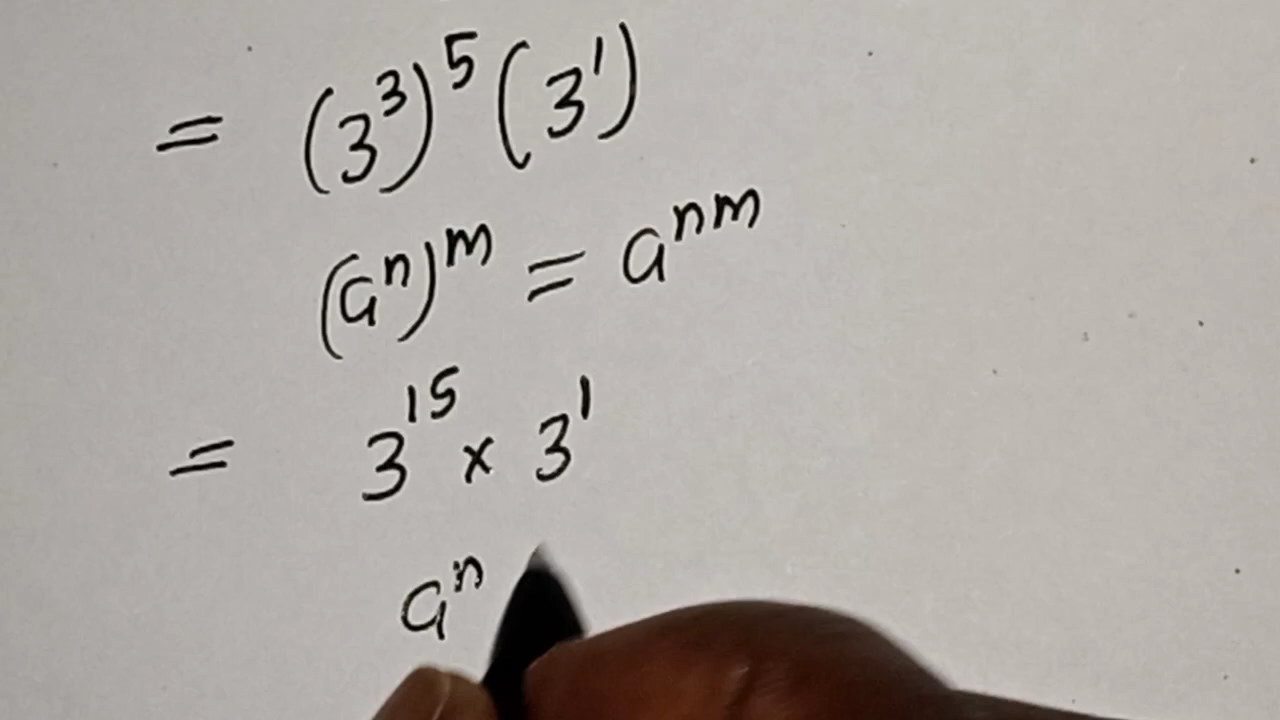 = (3³)⁵ (3¹)
(aⁿ)ᵐ = aⁿᵐ
= 3¹⁵ × 3¹
aⁿ